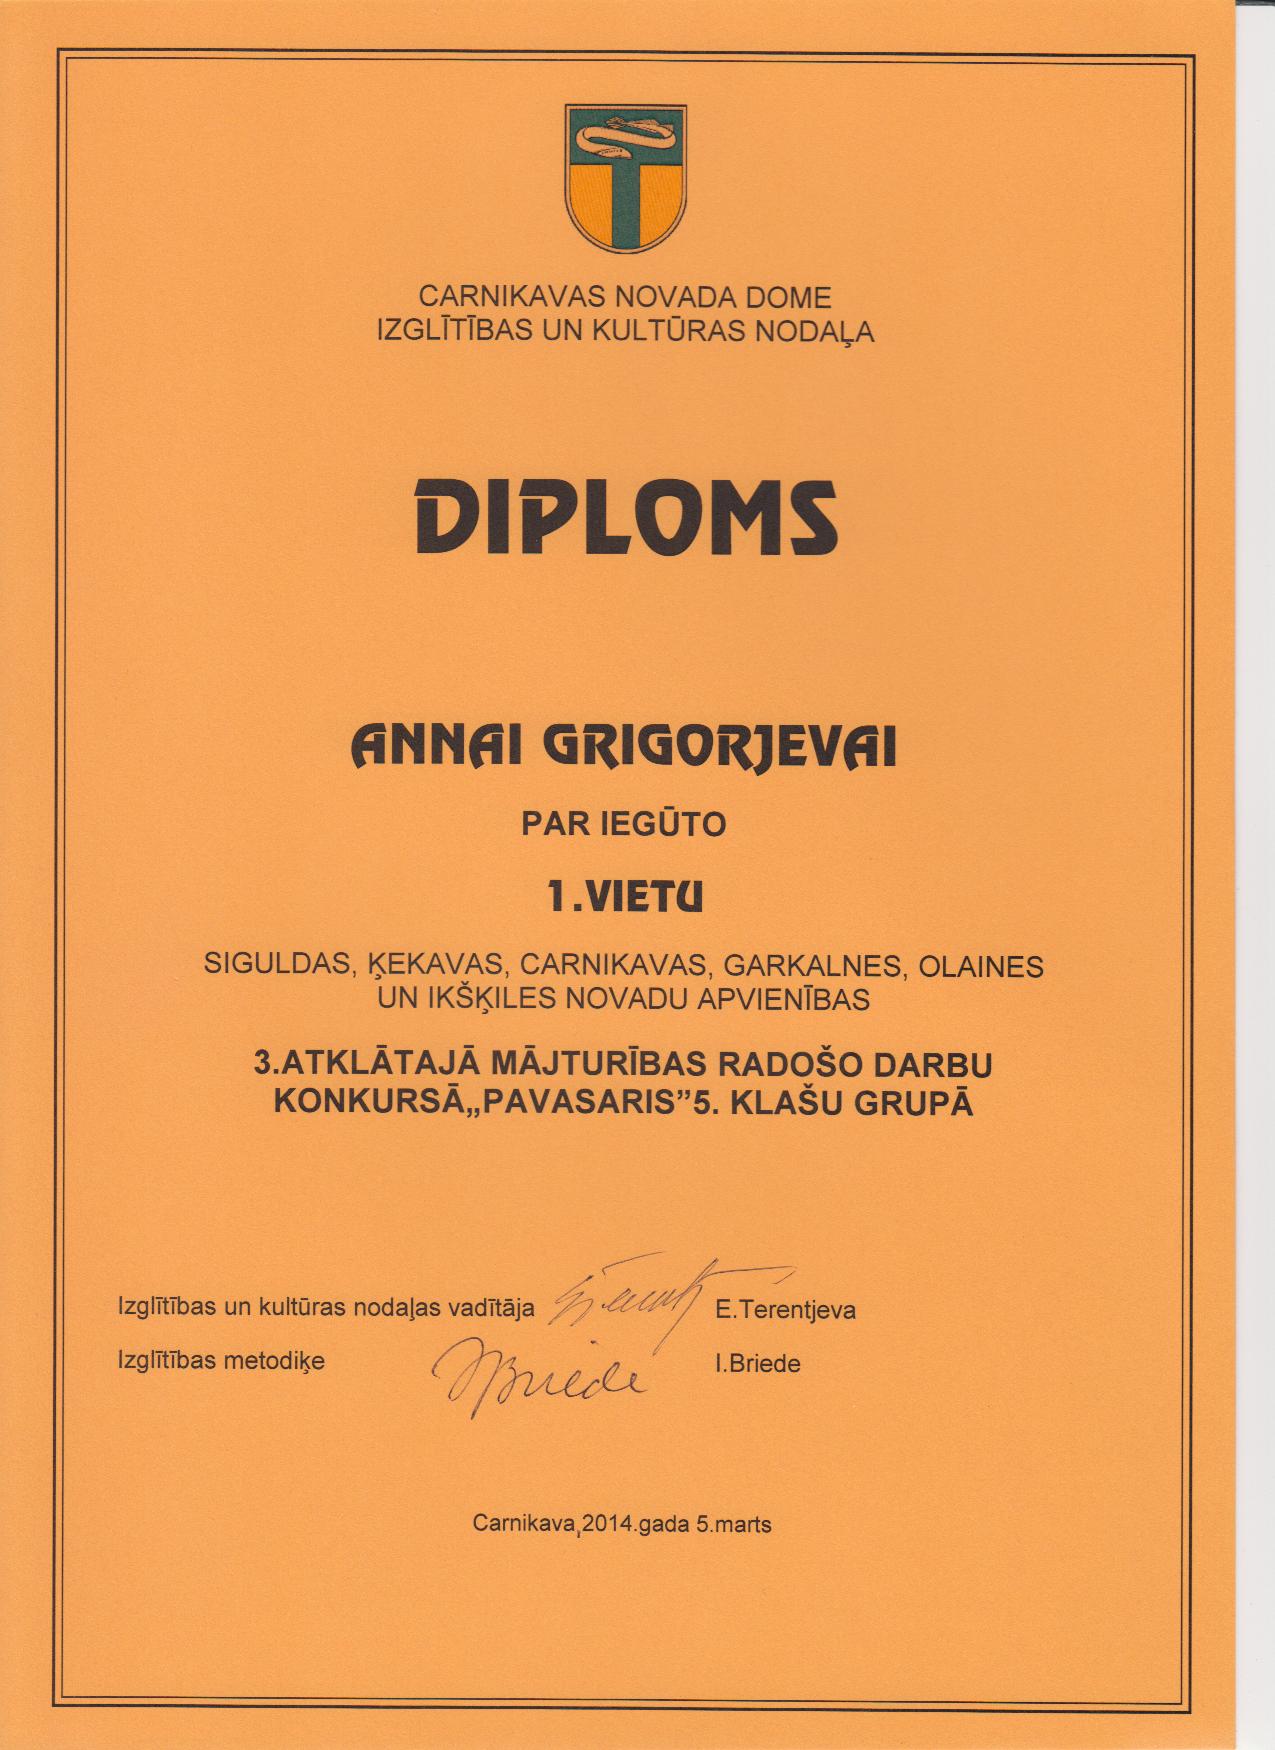 CARNIKAVAS NOVADA DOME
IZGLĪTĪBAS UN KULTŪRAS NODAĻA
DIPLOMS
ANNAI GRIGORJEVAI
PAR IEGŪTO
1.VIETU
SIGULDAS, ĶEKAVAS, CARNIKAVAS, GARKALNES, OLAINES
UN IKŠĶILES NOVADU APVIENĪBAS
3.ATKLĀTAJĀ MĀJTURĪBAS RADOŠO DARBU
KONKURSĀ„PAVASARIS”5. KLAŠU GRUPĀ
Izglītības un kultūras nodaļas vadītāja E.Terentjeva
Izglītības metodiķe IBriede I.Briede
Carnikava,2014.gada 5.marts